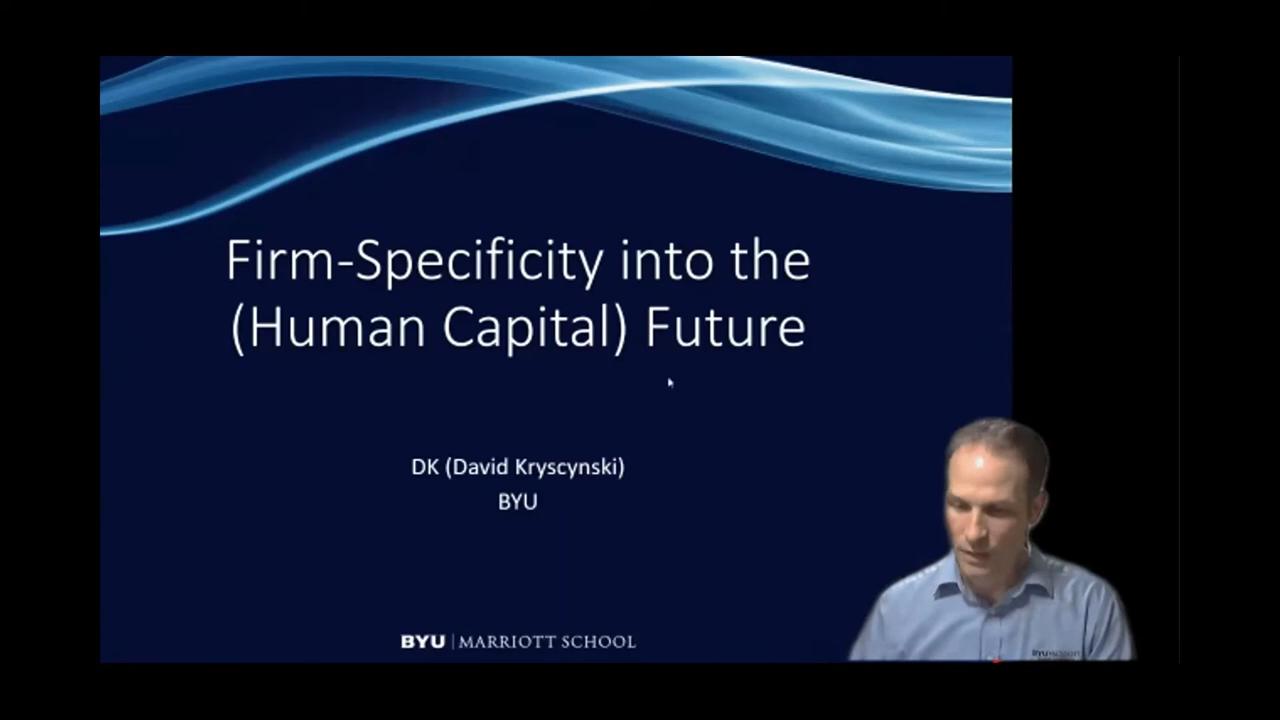 Firm-Specificity into the
(Human Capital) Future
DK (David Kryscynski)
BYU
BYU | MARRIOTT SCHOOL